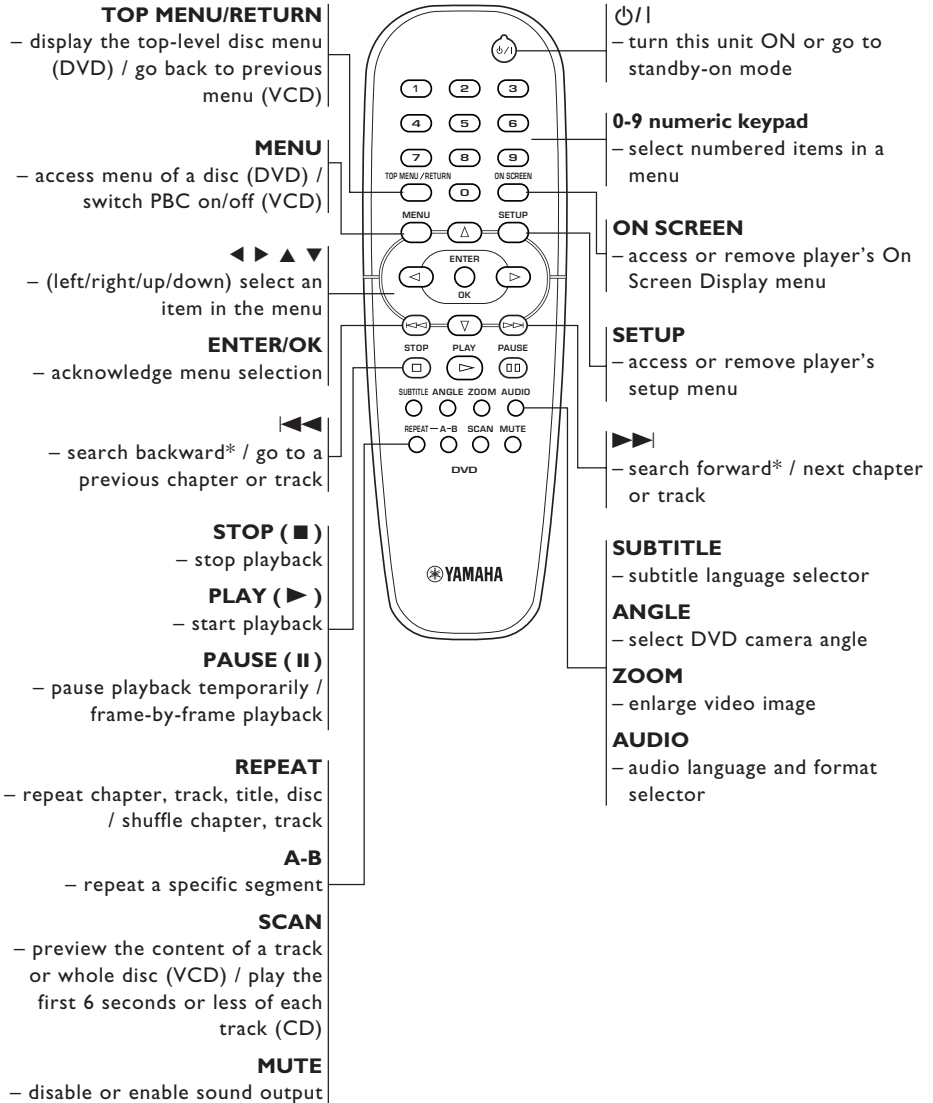 TOP MENU/RETURN
– display the top-level disc menu
(DVD) / go back to previous
menu (VCD)
MENU
– access menu of a disc (DVD) /
switch PBC on/off (VCD)
◀ ▶ ▲ ▼
– (left/right/up/down) select an
item in the menu
ENTER/OK
– acknowledge menu selection
|◀◀
– search backward* / go to a
previous chapter or track
STOP ( ■ )
– stop playback
PLAY ( ▶ )
– start playback
PAUSE ( II )
– pause playback temporarily /
frame-by-frame playback
REPEAT
– repeat chapter, track, title, disc
/ shuffle chapter, track
A-B
– repeat a specific segment
SCAN
– preview the content of a track
or whole disc (VCD) / play the
first 6 seconds or less of each
track (CD)
MUTE
– disable or enable sound output
⏻/I
1 2 3
4 5 6
7 8 9
TOP MENU /RETURN 0 ON SCREEN
MENU SETUP
ENTER
OK
STOP PLAY PAUSE
SUBTITLE ANGLE ZOOM AUDIO
REPEAT — A-B SCAN MUTE
DVD
YAMAHA
⏻/I
– turn this unit ON or go to
standby-on mode
0-9 numeric keypad
– select numbered items in a
menu
ON SCREEN
– access or remove player's On
Screen Display menu
SETUP
– access or remove player's
setup menu
▶▶|
– search forward* / next chapter
or track
SUBTITLE
– subtitle language selector
ANGLE
– select DVD camera angle
ZOOM
– enlarge video image
AUDIO
– audio language and format
selector